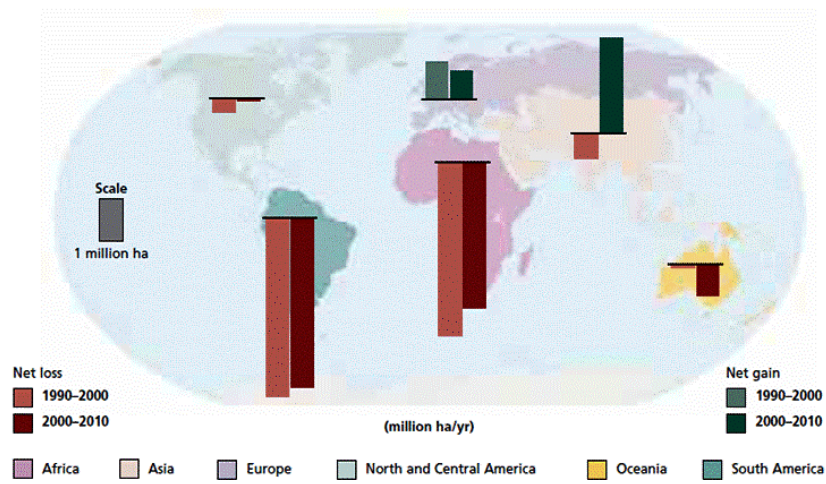 Scale
1 million ha
Net loss
1990–2000
2000–2010
(million ha/yr)
Net gain
1990–2000
2000–2010
Africa
Asia
Europe
North and Central America
Oceania
South America